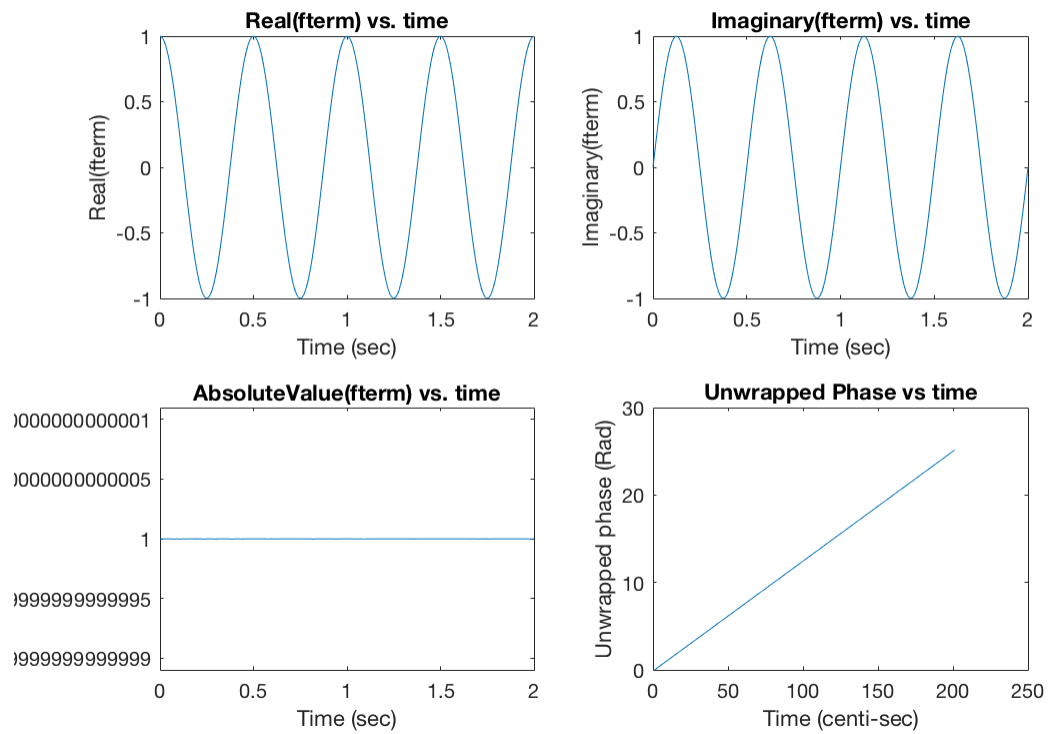 Real(fterm) vs. time
1
0.5
0
-0.5
-1
Real(fterm)
0 0.5 1 1.5 2
Time (sec)
Imaginary(fterm) vs. time
1
0.5
0
-0.5
-1
Imaginary(fterm)
0 0.5 1 1.5 2
Time (sec)
AbsoluteValue(fterm) vs. time
1
0 0.5 1 1.5 2
Time (sec)
Unwrapped Phase vs time
30
20
10
0
Unwrapped phase (Rad)
0 50 100 150 200 250
Time (centi-sec)